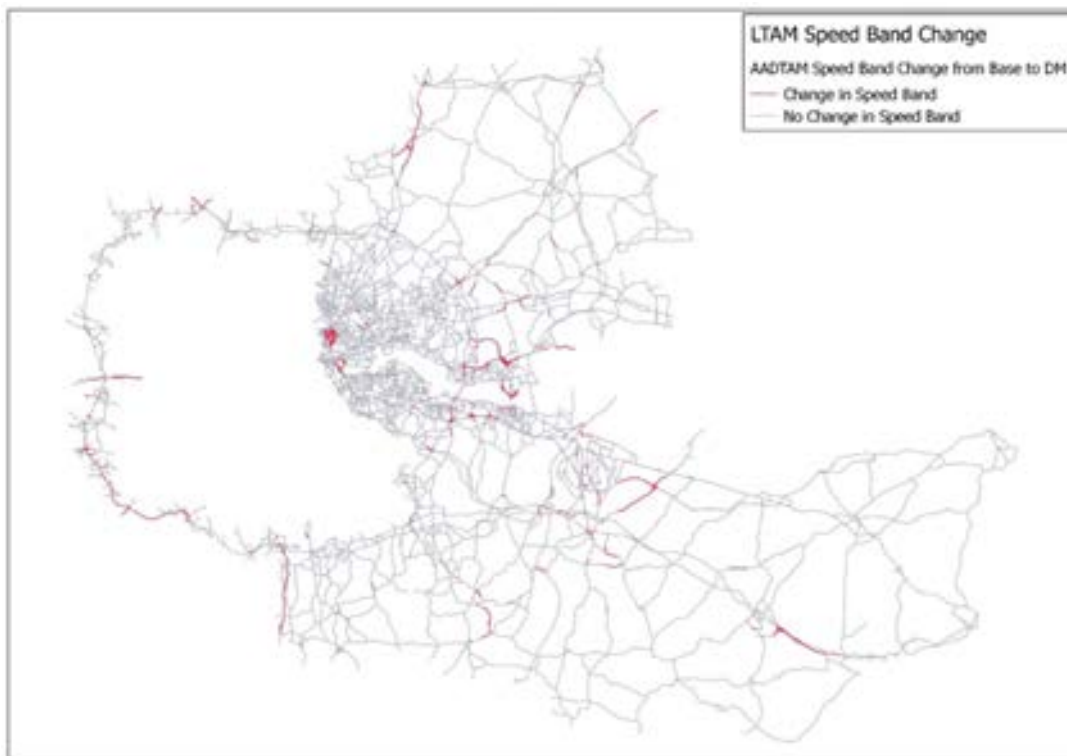 LTAM Speed Band Change
AADTAM Speed Band Change from Base to DM
Change in Speed Band
No Change in Speed Band